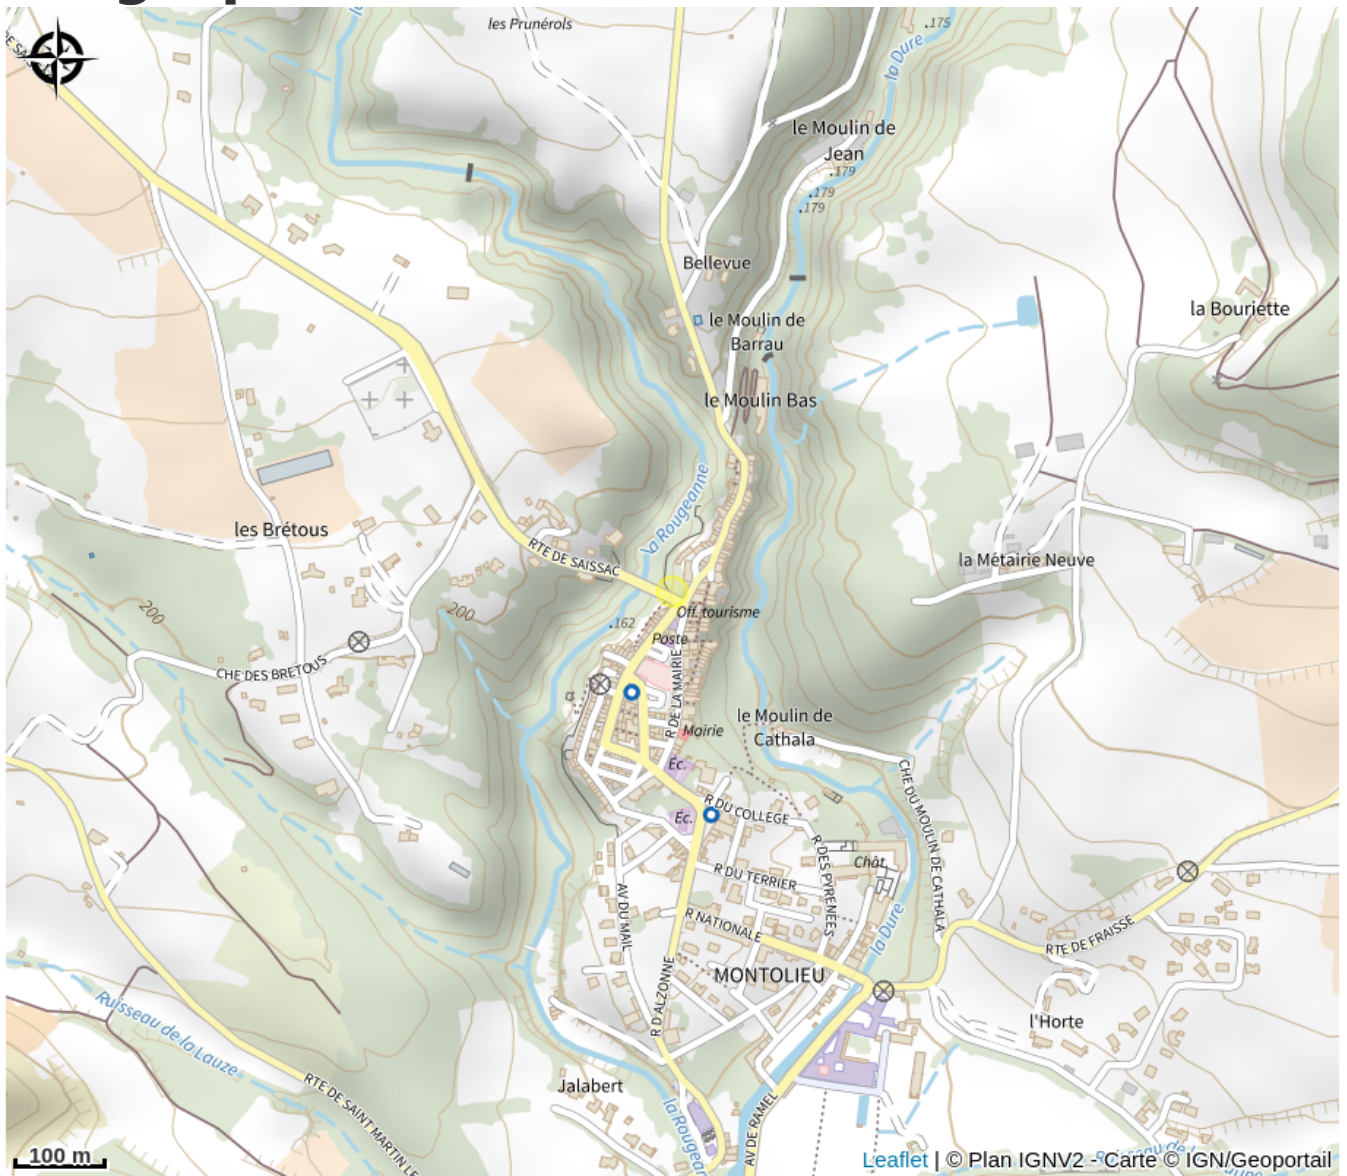 les Prunérols
.175
la Dure
le Moulin de
Jean
.179
.179
.179
Bellevue
la Bouriette
le Moulin de
Barrau
le Moulin Bas
la Rougeanne
les Brétous
RTE DE SAISSAC
la Métairie Neuve
200
200
Off. tourisme
.162
Poste
CHE DES BRETOUS
R DE LA MAIRIE
le Moulin de
Cathala
Mairie
Éc.
CHE DU MOULIN DE CATHALA
R DU COLLEGE
Éc.
R DES PYRENEES
Chât.
R DU TERRIER
AV DU MAIL
R NATIONALE
la Dure
RTE DE FRAISSE
MONTOLIEU
R D'ALZONNE
Ruisseau de la Lauze
l'Horte
RTE DE SAINT MARTIN LE
Jalabert
la Rougear
AV DE RAMEL
100 m
Leaflet | © Plan IGNV2 - Carte © IGN/Geoportail